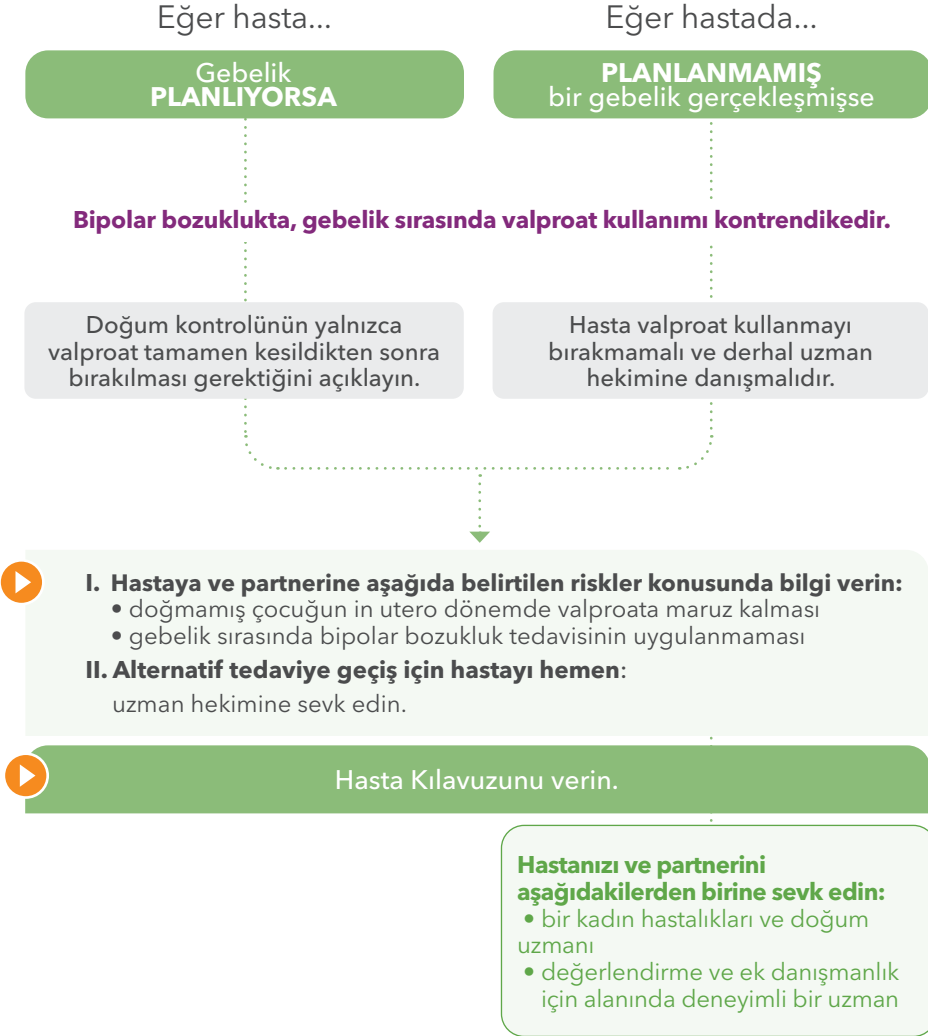 Eğer hasta...
Gebelik
PLANLIYORSA
Eğer hastada...
PLANLANMAMIŞ
bir gebelik gerçekleşmişse
Bipolar bozuklukta, gebelik sırasında valproat kullanımı kontrendikedir.
Doğum kontrolünün yalnızca
valproat tamamen kesildikten sonra
bırakılması gerektiğini açıklayın.
Hasta valproat kullanmayı
bırakmamalı ve derhal uzman
hekimine danışmalıdır.
I. Hastaya ve partnerine aşağıda belirtilen riskler konusunda bilgi verin:
• doğmamış çocuğun in utero dönemde valproata maruz kalması
• gebelik sırasında bipolar bozukluk tedavisinin uygulanmaması
II. Alternatif tedaviye geçiş için hastayı hemen:
uzman hekimine sevk edin.
Hasta Kılavuzunu verin.
Hastanızı ve partnerini
aşağıdakilerden birine sevk edin:
• bir kadın hastalıkları ve doğum
uzmanı
• değerlendirme ve ek danışmanlık
için alanında deneyimli bir uzman